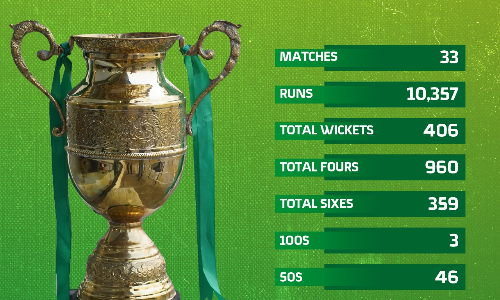 MATCHES 33
RUNS 10,357
TOTAL WICKETS 406
TOTAL FOURS 960
TOTAL SIXES 359
100S 3
50S 46